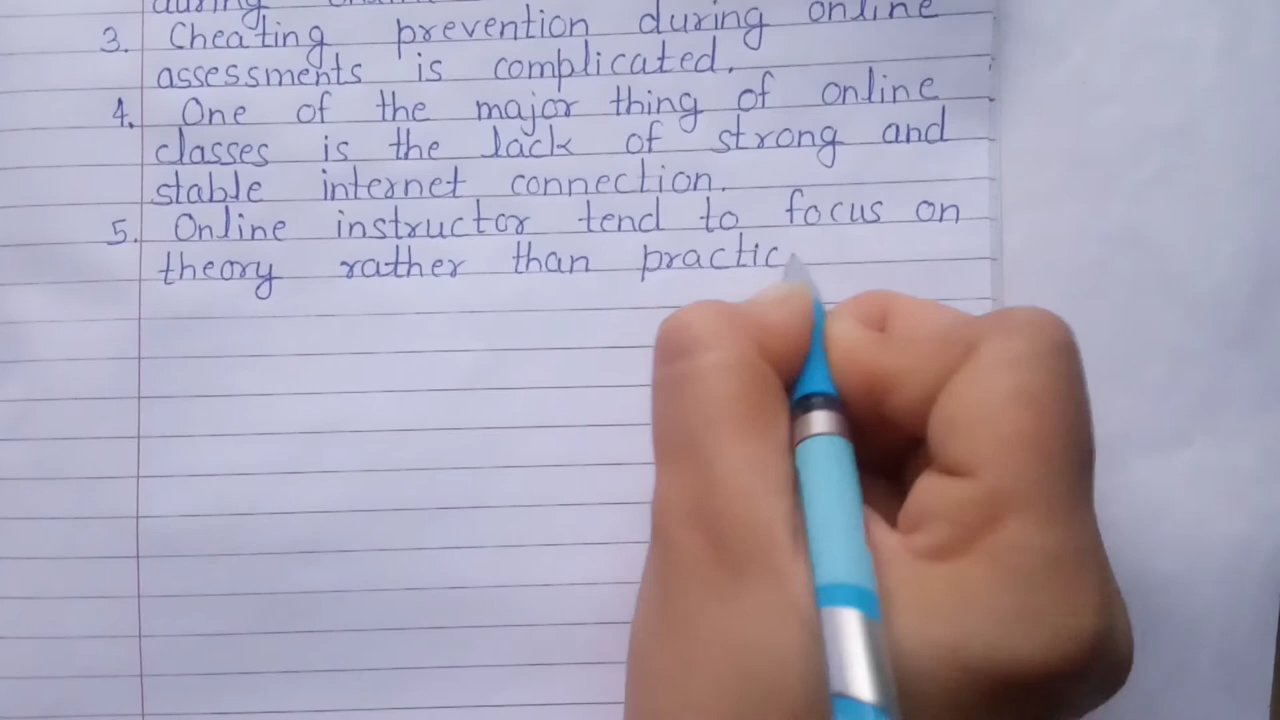 during
3. Cheating prevention during online
assessments is complicated.
4. One of the major thing of online
classes is the lack of strong and
stable internet connection.
5. Online instructor tend to focus on
theory rather than practic